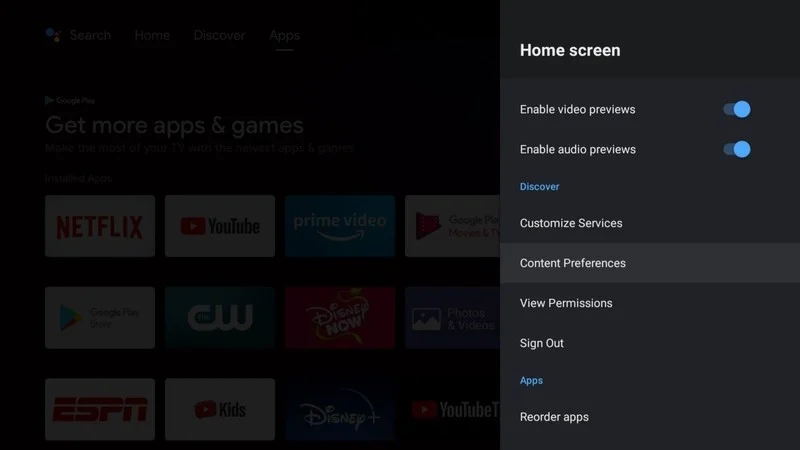 Search Home Discover Apps
Google Play
Get more apps & games
Make the most of your TV with the newest apps & games
Installed Apps
NETFLIX
YouTube
prime video
Google Play
Movies & TV
Google Play
Store
THE CW
DISNEY NOW!
Photos
& Videos
ESPN
Kids
Disney+
YouTubeT
Home screen
Enable video previews
Enable audio previews
Discover
Customize Services
Content Preferences
View Permissions
Sign Out
Apps
Reorder apps